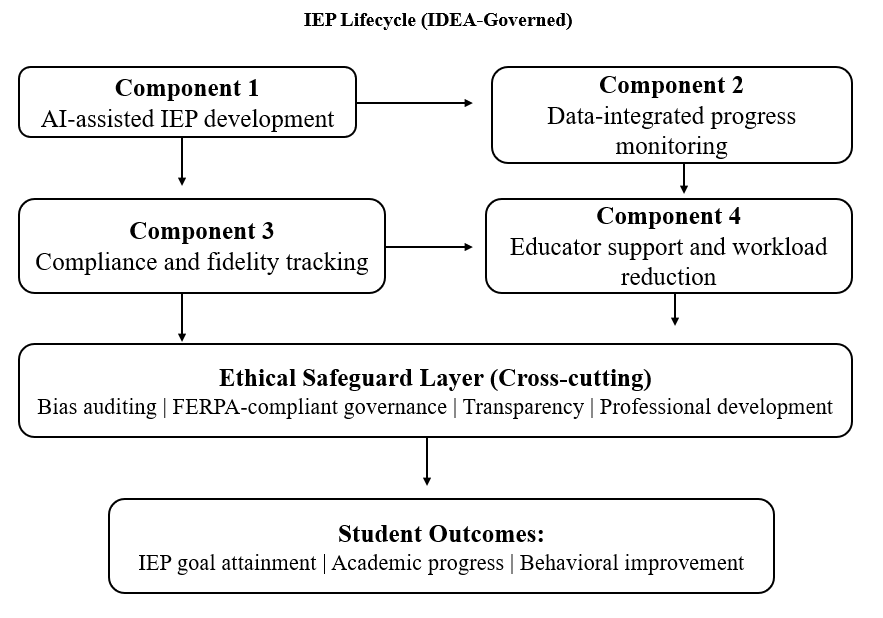 IEP Lifecycle (IDEA-Governed)
Component 1
AI-assisted IEP development
Component 2
Data-integrated progress
monitoring
Component 3
Compliance and fidelity tracking
Component 4
Educator support and workload
reduction
Ethical Safeguard Layer (Cross-cutting)
Bias auditing | FERPA-compliant governance | Transparency | Professional development
Student Outcomes:
IEP goal attainment | Academic progress | Behavioral improvement